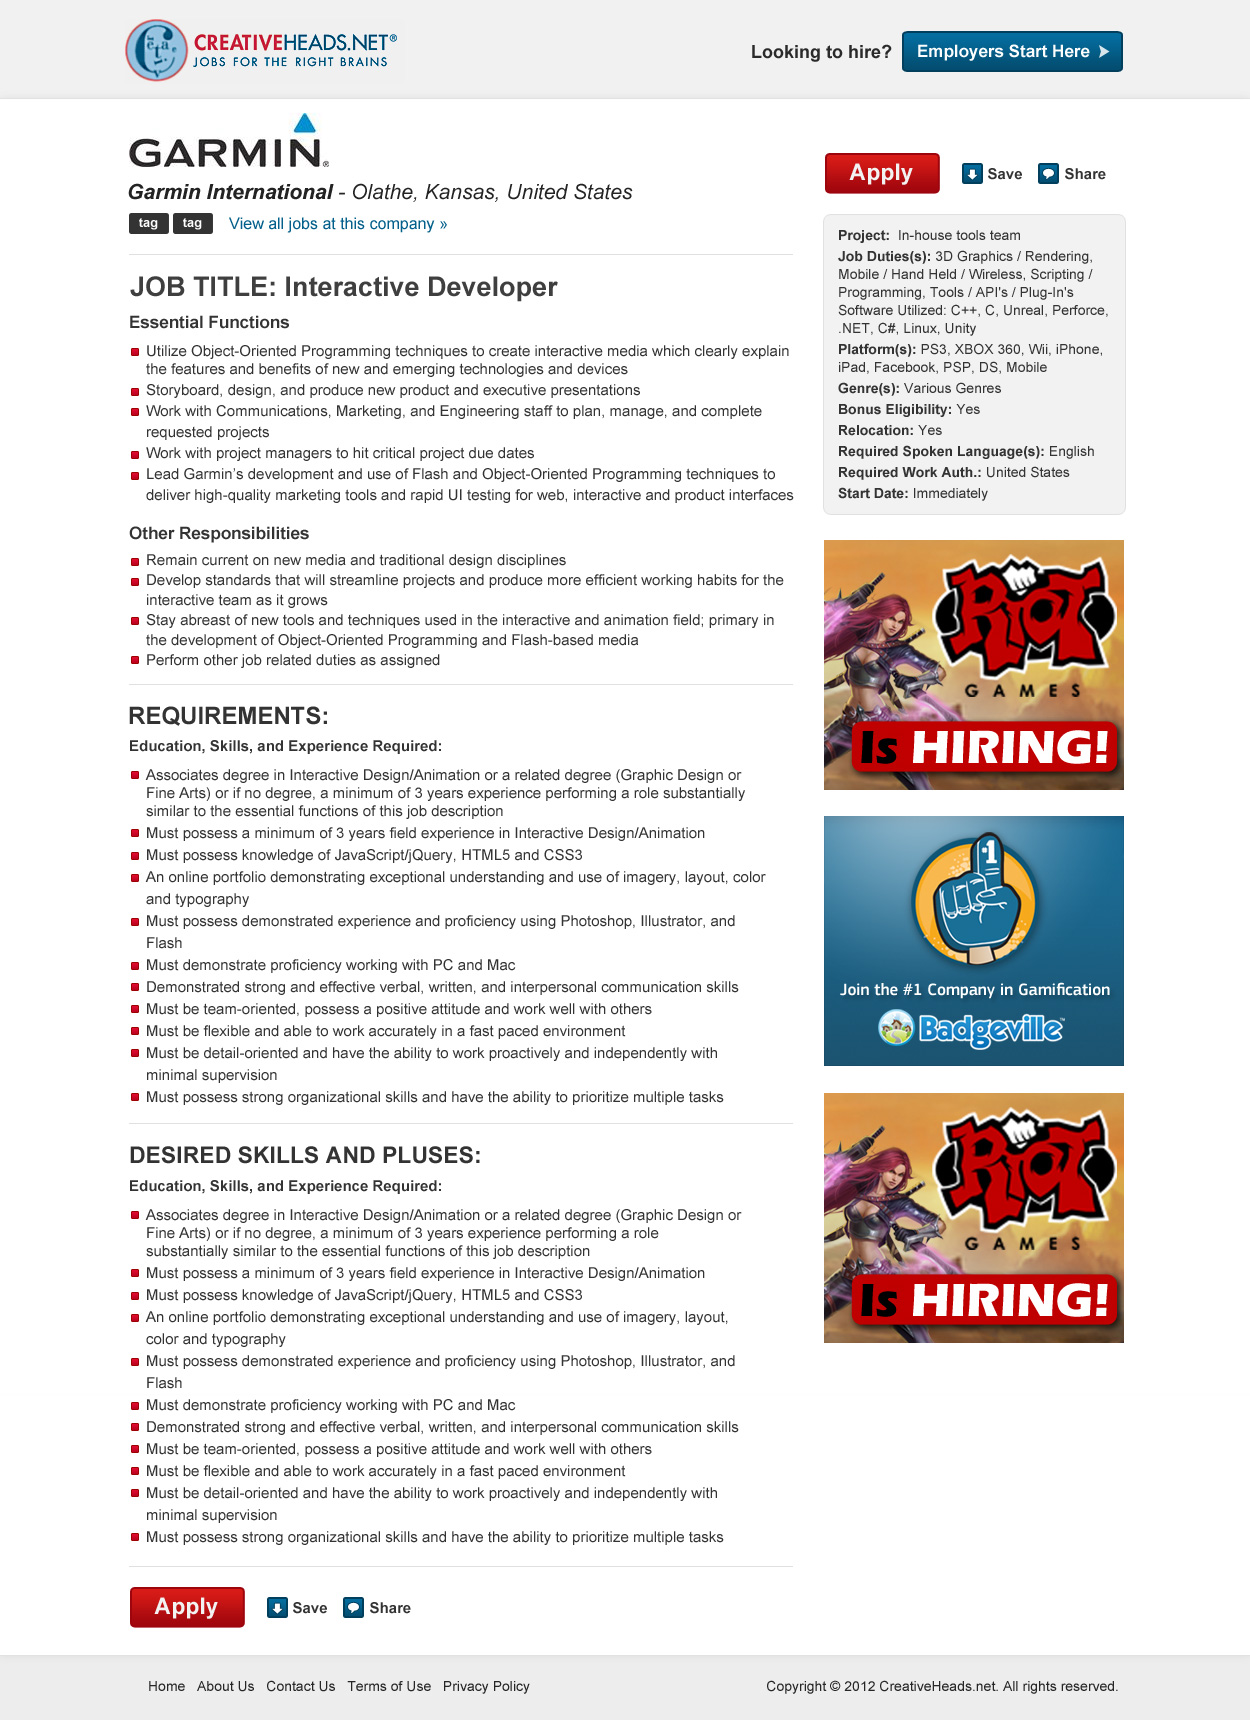 CREATIVEHEADS.NET®
JOBS FOR THE RIGHT BRAINS
Looking to hire?
Employers Start Here
GARMIN®
Garmin International - Olathe, Kansas, United States
tag tag View all jobs at this company »
Apply
Save
Share
JOB TITLE: Interactive Developer
Essential Functions
Utilize Object-Oriented Programming techniques to create interactive media which clearly explain
the features and benefits of new and emerging technologies and devices
Storyboard, design, and produce new product and executive presentations
Work with Communications, Marketing, and Engineering staff to plan, manage, and complete
requested projects
Work with project managers to hit critical project due dates
Lead Garmin’s development and use of Flash and Object-Oriented Programming techniques to
deliver high-quality marketing tools and rapid UI testing for web, interactive and product interfaces
Other Responsibilities
Remain current on new media and traditional design disciplines
Develop standards that will streamline projects and produce more efficient working habits for the
interactive team as it grows
Stay abreast of new tools and techniques used in the interactive and animation field; primary in
the development of Object-Oriented Programming and Flash-based media
Perform other job related duties as assigned
REQUIREMENTS:
Education, Skills, and Experience Required:
Associates degree in Interactive Design/Animation or a related degree (Graphic Design or
Fine Arts) or if no degree, a minimum of 3 years experience performing a role substantially
similar to the essential functions of this job description
Must possess a minimum of 3 years field experience in Interactive Design/Animation
Must possess knowledge of JavaScript/jQuery, HTML5 and CSS3
An online portfolio demonstrating exceptional understanding and use of imagery, layout, color
and typography
Must possess demonstrated experience and proficiency using Photoshop, Illustrator, and
Flash
Must demonstrate proficiency working with PC and Mac
Demonstrated strong and effective verbal, written, and interpersonal communication skills
Must be team-oriented, possess a positive attitude and work well with others
Must be flexible and able to work accurately in a fast paced environment
Must be detail-oriented and have the ability to work proactively and independently with
minimal supervision
Must possess strong organizational skills and have the ability to prioritize multiple tasks
DESIRED SKILLS AND PLUSES:
Education, Skills, and Experience Required:
Associates degree in Interactive Design/Animation or a related degree (Graphic Design or
Fine Arts) or if no degree, a minimum of 3 years experience performing a role
substantially similar to the essential functions of this job description
Must possess a minimum of 3 years field experience in Interactive Design/Animation
Must possess knowledge of JavaScript/jQuery, HTML5 and CSS3
An online portfolio demonstrating exceptional understanding and use of imagery, layout,
color and typography
Must possess demonstrated experience and proficiency using Photoshop, Illustrator, and
Flash
Must demonstrate proficiency working with PC and Mac
Demonstrated strong and effective verbal, written, and interpersonal communication skills
Must be team-oriented, possess a positive attitude and work well with others
Must be flexible and able to work accurately in a fast paced environment
Must be detail-oriented and have the ability to work proactively and independently with
minimal supervision
Must possess strong organizational skills and have the ability to prioritize multiple tasks
Apply
Save
Share
Project: In-house tools team
Job Duties(s): 3D Graphics / Rendering,
Mobile / Hand Held / Wireless, Scripting /
Programming, Tools / API's / Plug-In's
Software Utilized: C++, C, Unreal, Perforce,
.NET, C#, Linux, Unity
Platform(s): PS3, XBOX 360, Wii, iPhone,
iPad, Facebook, PSP, DS, Mobile
Genre(s): Various Genres
Bonus Eligibility: Yes
Relocation: Yes
Required Spoken Language(s): English
Required Work Auth.: United States
Start Date: Immediately
RIOT
GAMES
Is HIRING!
#1
Join the #1 Company in Gamification
Badgeville™
RIOT
GAMES
Is HIRING!
Home About Us Contact Us Terms of Use Privacy Policy
Copyright © 2012 CreativeHeads.net. All rights reserved.